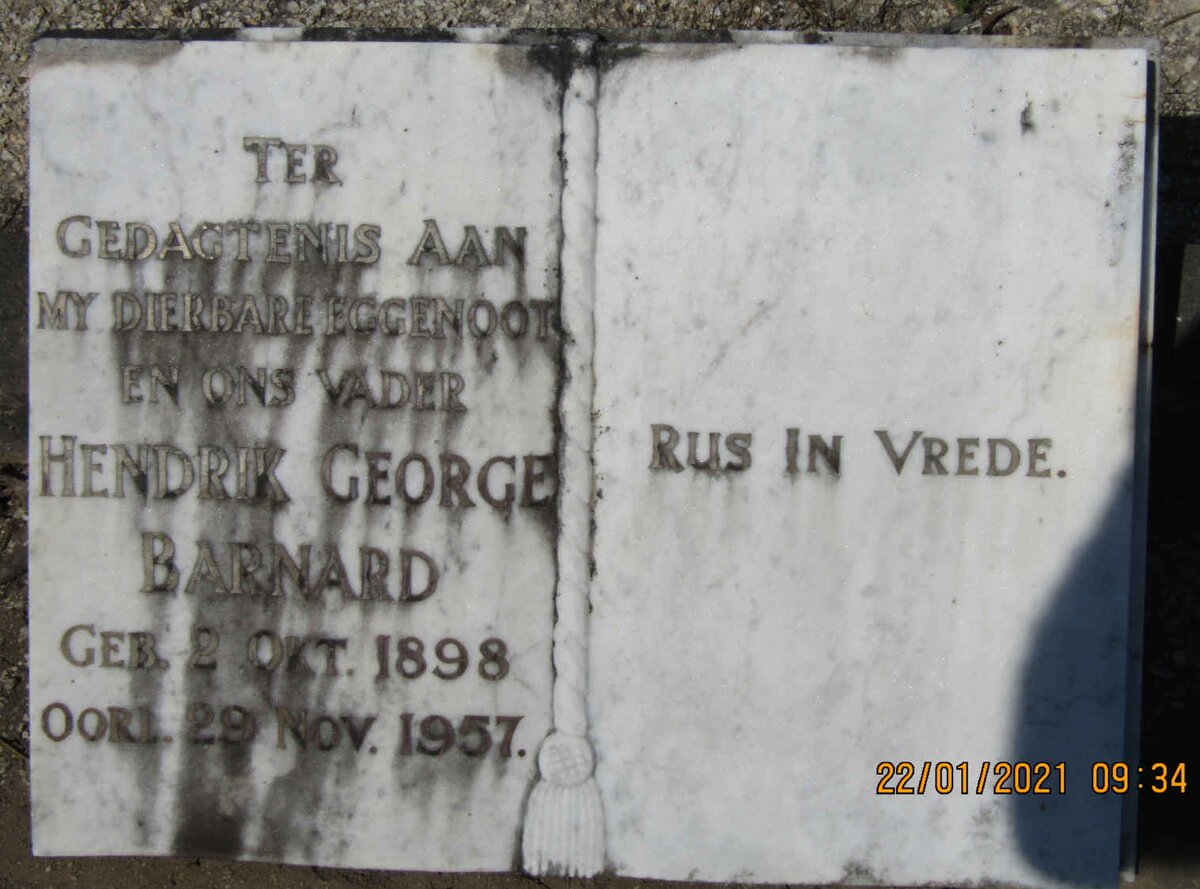 TER
GEDAGTENIS AAN
MY DIERBARE EGGENOOT
EN ONS VADER
HENDRIK GEORGE
BARNARD
GEB. 2 OKT. 1898
OORL. 29 NOV. 1957.
RUS IN VREDE.
22/01/2021 09:34